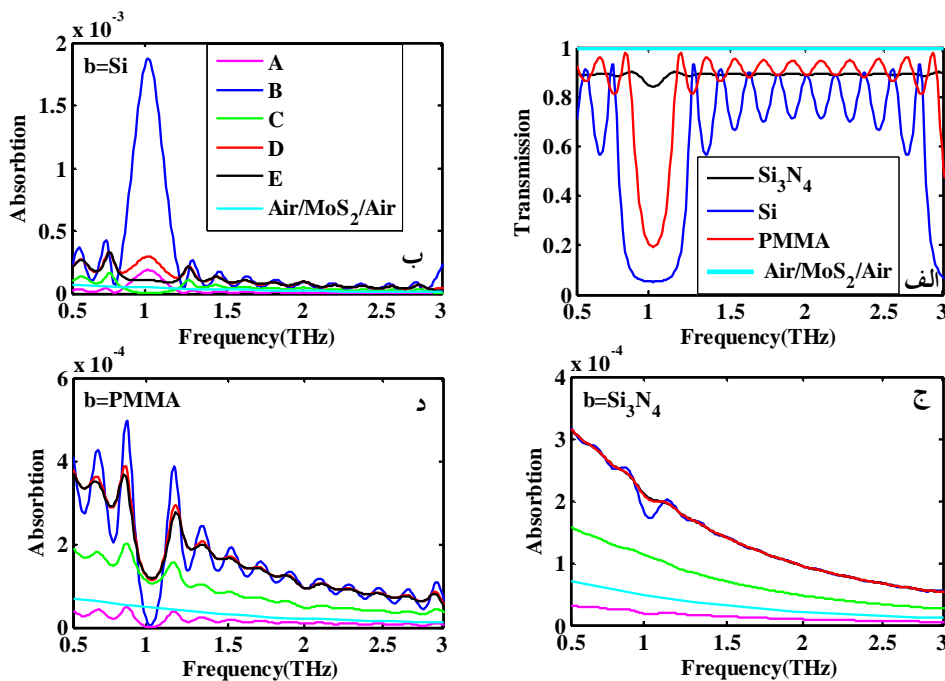 x 10⁻³
2
1.5
1
0.5
0
b=Si
A
B
C
D
E
Air/MoS₂/Air
Absorbtion
ب
0.5 1 1.5 2 2.5 3
Frequency(THz)
1
0.8
0.6
0.4
0.2
0
Transmission
Si₃N₄
Si
PMMA
Air/MoS₂/Air
الف
0.5 1 1.5 2 2.5 3
Frequency(THz)
x 10⁻⁴
6
4
2
0
b=PMMA
د
Absorbtion
0.5 1 1.5 2 2.5 3
Frequency(THz)
x 10⁻⁴
4
3
2
1
0
b=Si₃N₄
ج
Absorbtion
0.5 1 1.5 2 2.5 3
Frequency(THz)